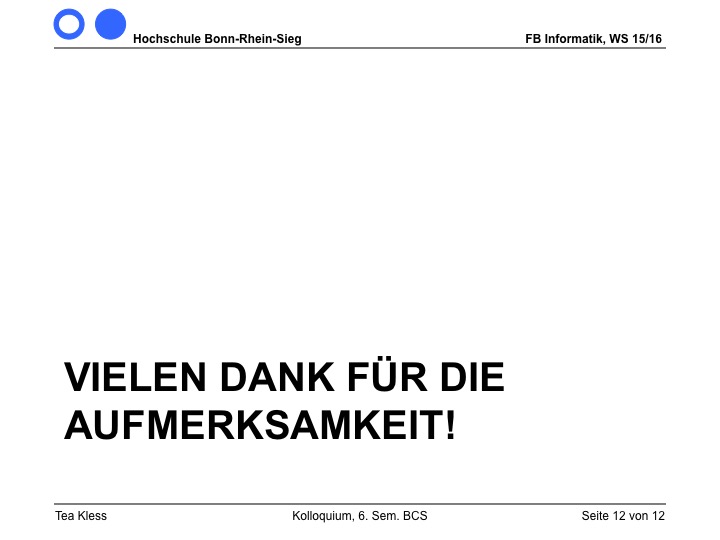 Hochschule Bonn-Rhein-Sieg FB Informatik, WS 15/16
VIELEN DANK FÜR DIE
AUFMERKSAMKEIT!
Tea Kless Kolloquium, 6. Sem. BCS Seite 12 von 12